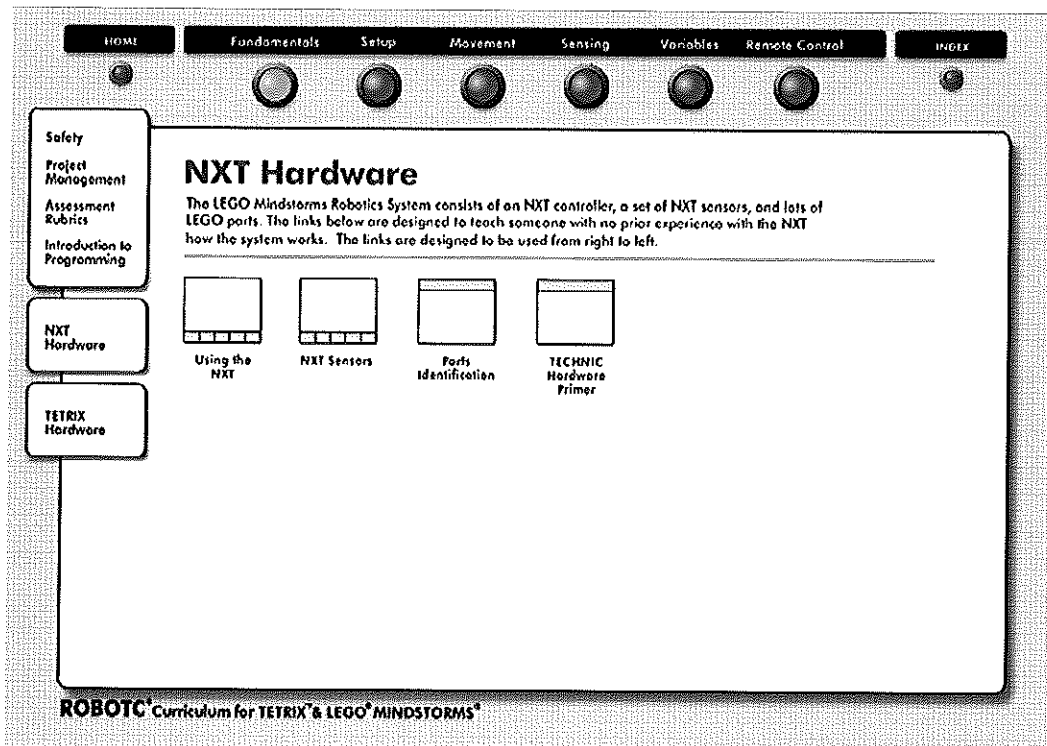 HOME
Fundamentals Setup Movement Sensing Variables Remote Control
INDEX
Safety
Project
Management
Assessment
Rubrics
Introduction to
Programming
NXT
Hardware
TETRIX
Hardware
NXT Hardware
The LEGO Mindstorms Robotics System consists of an NXT controller, a set of NXT sensors, and lots of
LEGO parts. The links below are designed to teach someone with no prior experience with the NXT
how the system works. The links are designed to be used from right to left.
Using the
NXT
NXT Sensors
Parts
Identification
TECHNIC
Hardware
Primer
ROBOTC® Curriculum for TETRIX® & LEGO® MINDSTORMS®